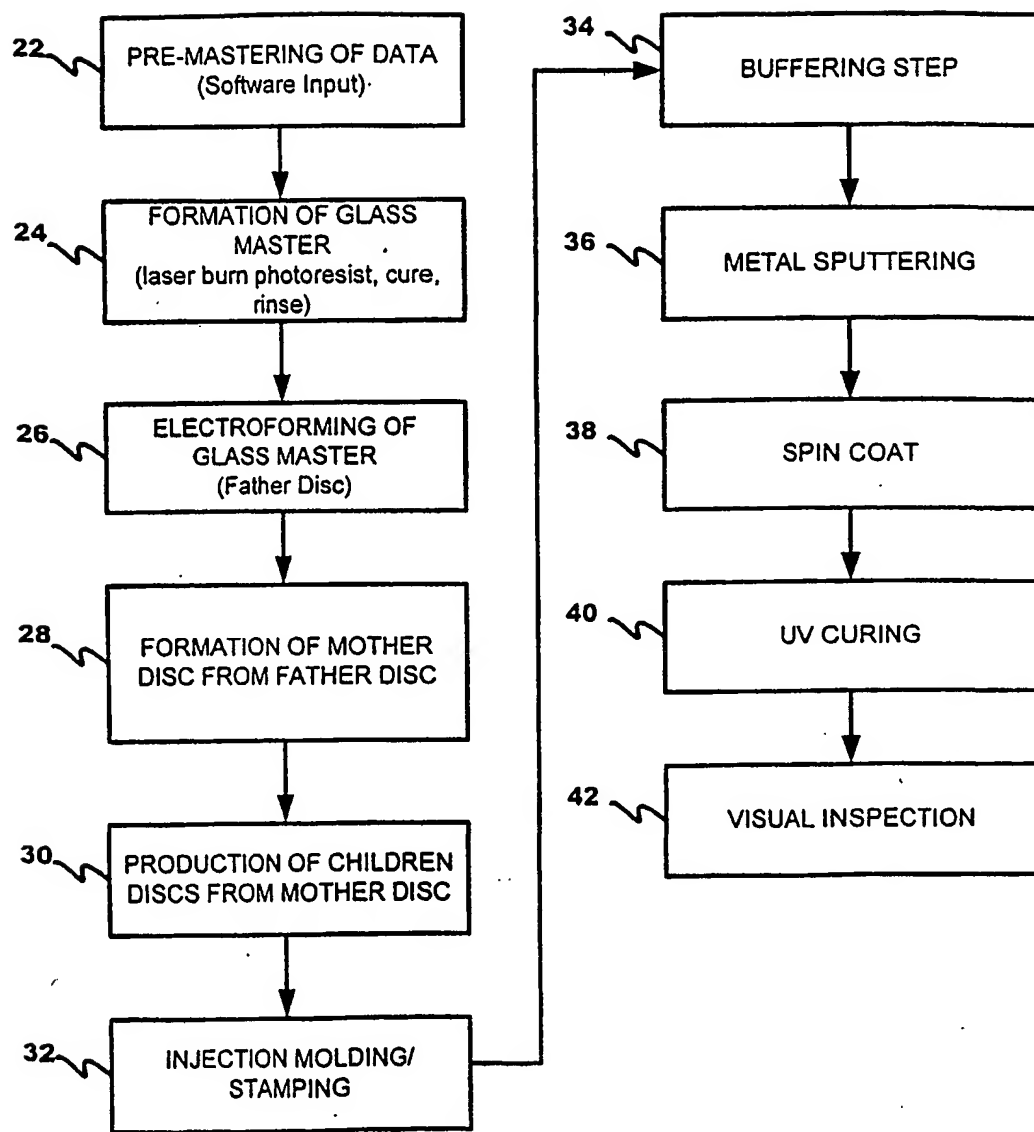 22
PRE-MASTERING OF DATA
(Software Input)
24
FORMATION OF GLASS
MASTER
(laser burn photoresist, cure,
rinse)
26
ELECTROFORMING OF
GLASS MASTER
(Father Disc)
28
FORMATION OF MOTHER
DISC FROM FATHER DISC
30
PRODUCTION OF CHILDREN
DISCS FROM MOTHER DISC
32
INJECTION MOLDING/
STAMPING
34
BUFFERING STEP
36
METAL SPUTTERING
38
SPIN COAT
40
UV CURING
42
VISUAL INSPECTION